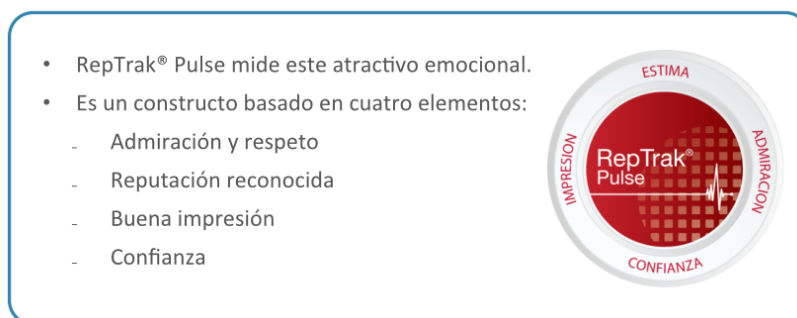 • RepTrak® Pulse mide este atractivo emocional.
• Es un constructo basado en cuatro elementos:
- Admiración y respeto
- Reputación reconocida
- Buena impresión
- Confianza
ESTIMA
IMPRESION
RepTrak®
Pulse
ADMIRACION
CONFIANZA